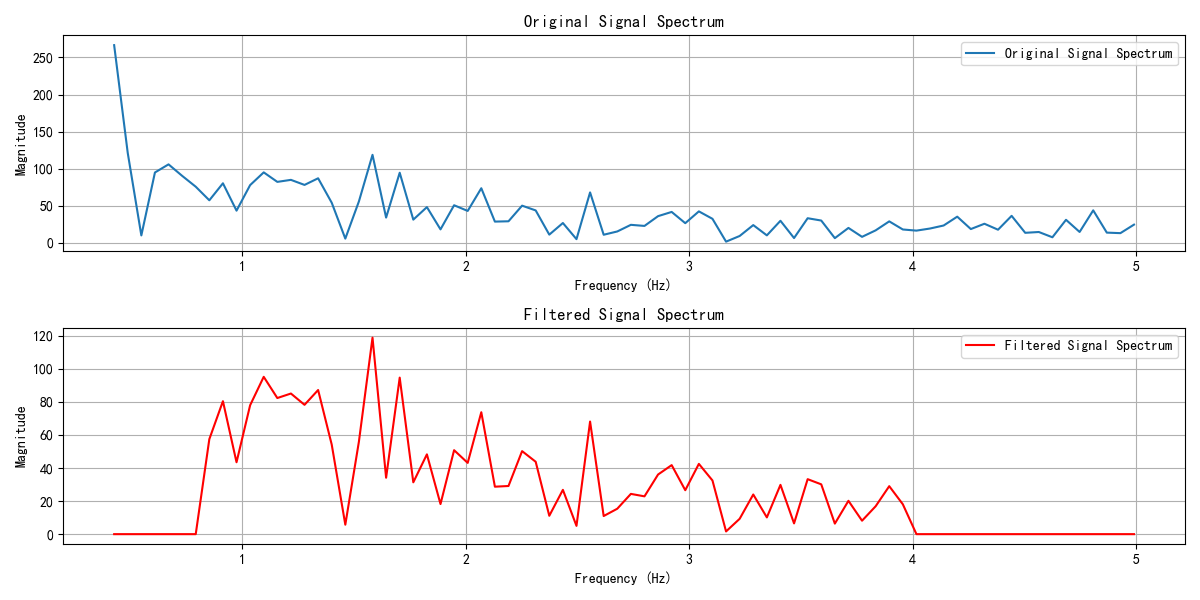 Original Signal Spectrum
Original Signal Spectrum
250
200
150
100
50
0
Magnitude
1 2 3 4 5
Frequency (Hz)
Filtered Signal Spectrum
Filtered Signal Spectrum
120
100
80
60
40
20
0
Magnitude
1 2 3 4 5
Frequency (Hz)